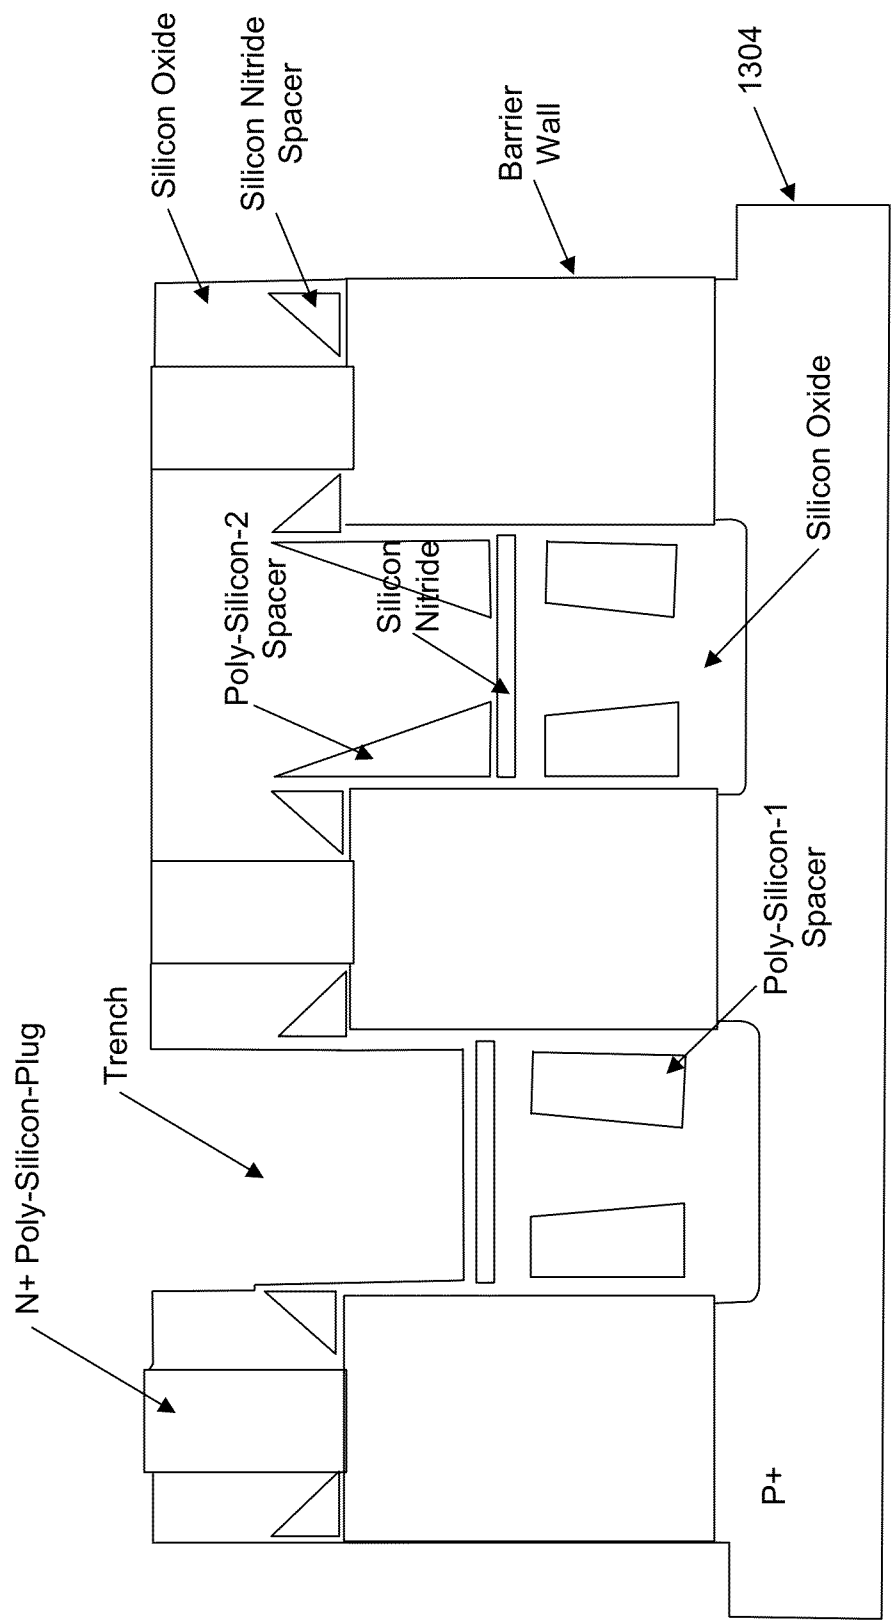 N+ Poly-Silicon-Plug
Trench
Silicon Oxide
Silicon Nitride
Spacer
Poly-Silicon-2
Spacer
Silicon
Nitride
Barrier
Wall
1304
Poly-Silicon-1
Spacer
Silicon Oxide
P+